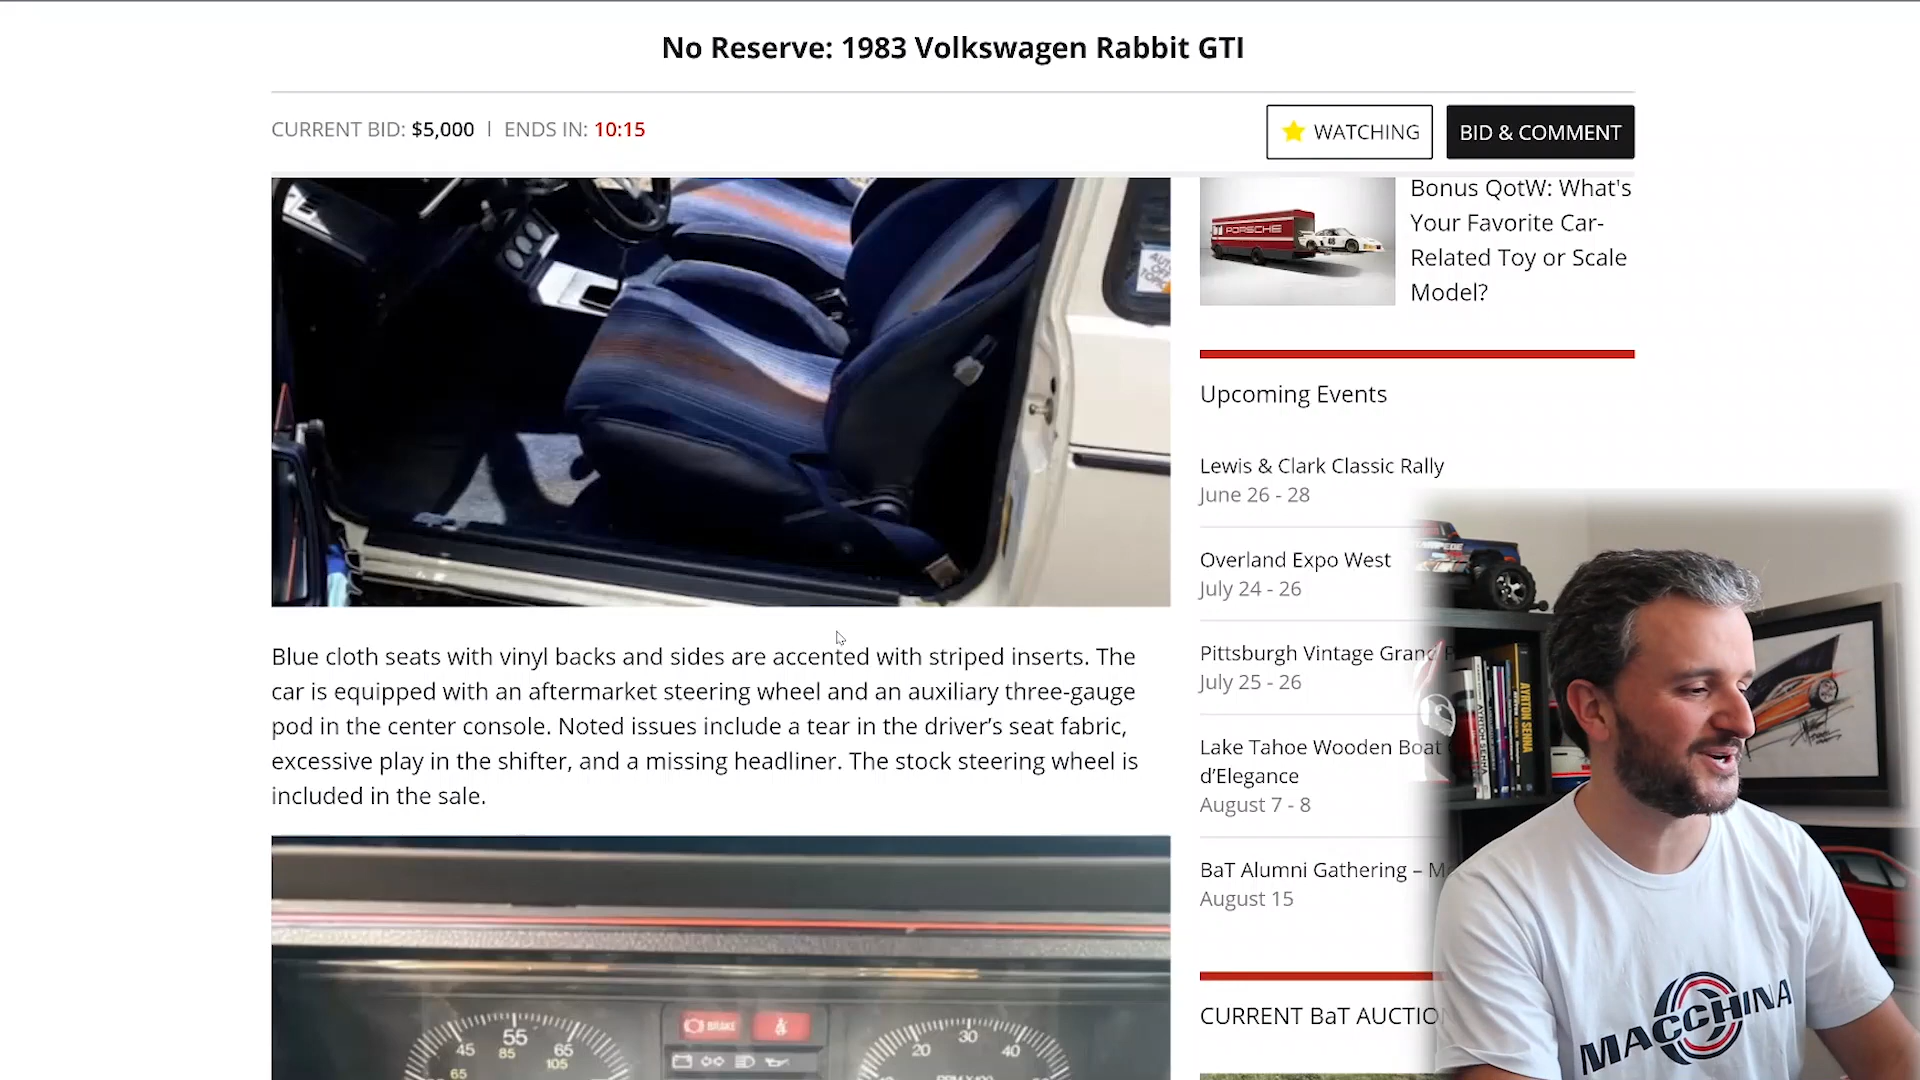 No Reserve: 1983 Volkswagen Rabbit GTI
CURRENT BID: $5,000 | ENDS IN: 10:15
WATCHING
BID & COMMENT
PORSCHE
Bonus QotW: What's
Your Favorite Car-
Related Toy or Scale
Model?
Upcoming Events
Lewis & Clark Classic Rally
June 26 - 28
Overland Expo West
July 24 - 26
Pittsburgh Vintage Grand
July 25 - 26
Lake Tahoe Wooden Boat
d’Elegance
August 7 - 8
BaT Alumni Gathering –
August 15
CURRENT BaT AUCTIO
Blue cloth seats with vinyl backs and sides are accented with striped inserts. The
car is equipped with an aftermarket steering wheel and an auxiliary three-gauge
pod in the center console. Noted issues include a tear in the driver’s seat fabric,
excessive play in the shifter, and a missing headliner. The stock steering wheel is
included in the sale.
45 55 65
85
65 105
BRAKE
20 30 40
AYRTON SENNA
MACCHINA